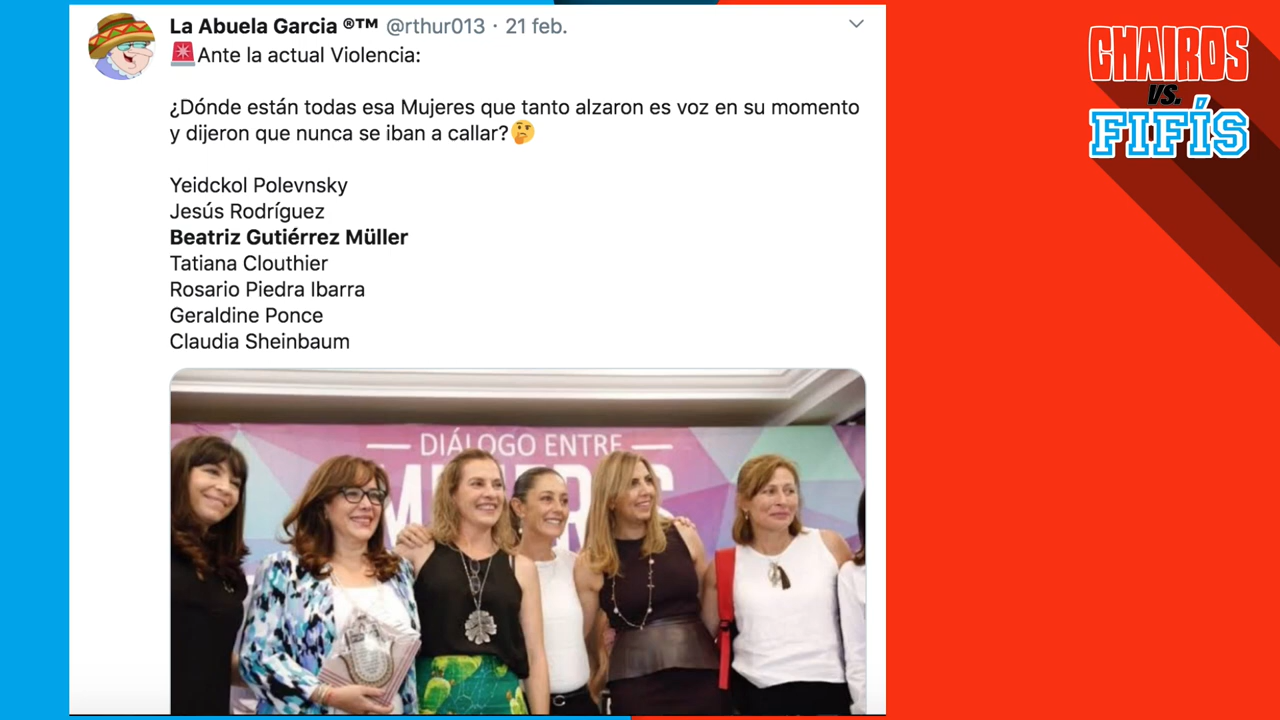 La Abuela Garcia ®™ @rthur013 · 21 feb.
🚨Ante la actual Violencia:
¿Dónde están todas esa Mujeres que tanto alzaron es voz en su momento
y dijeron que nunca se iban a callar?🤔
Yeidckol Polevnsky
Jesús Rodríguez
Beatriz Gutiérrez Müller
Tatiana Clouthier
Rosario Piedra Ibarra
Geraldine Ponce
Claudia Sheinbaum
DIÁLOGO ENTRE
MUJERES
CHAIROS
VS.
FIFÍS